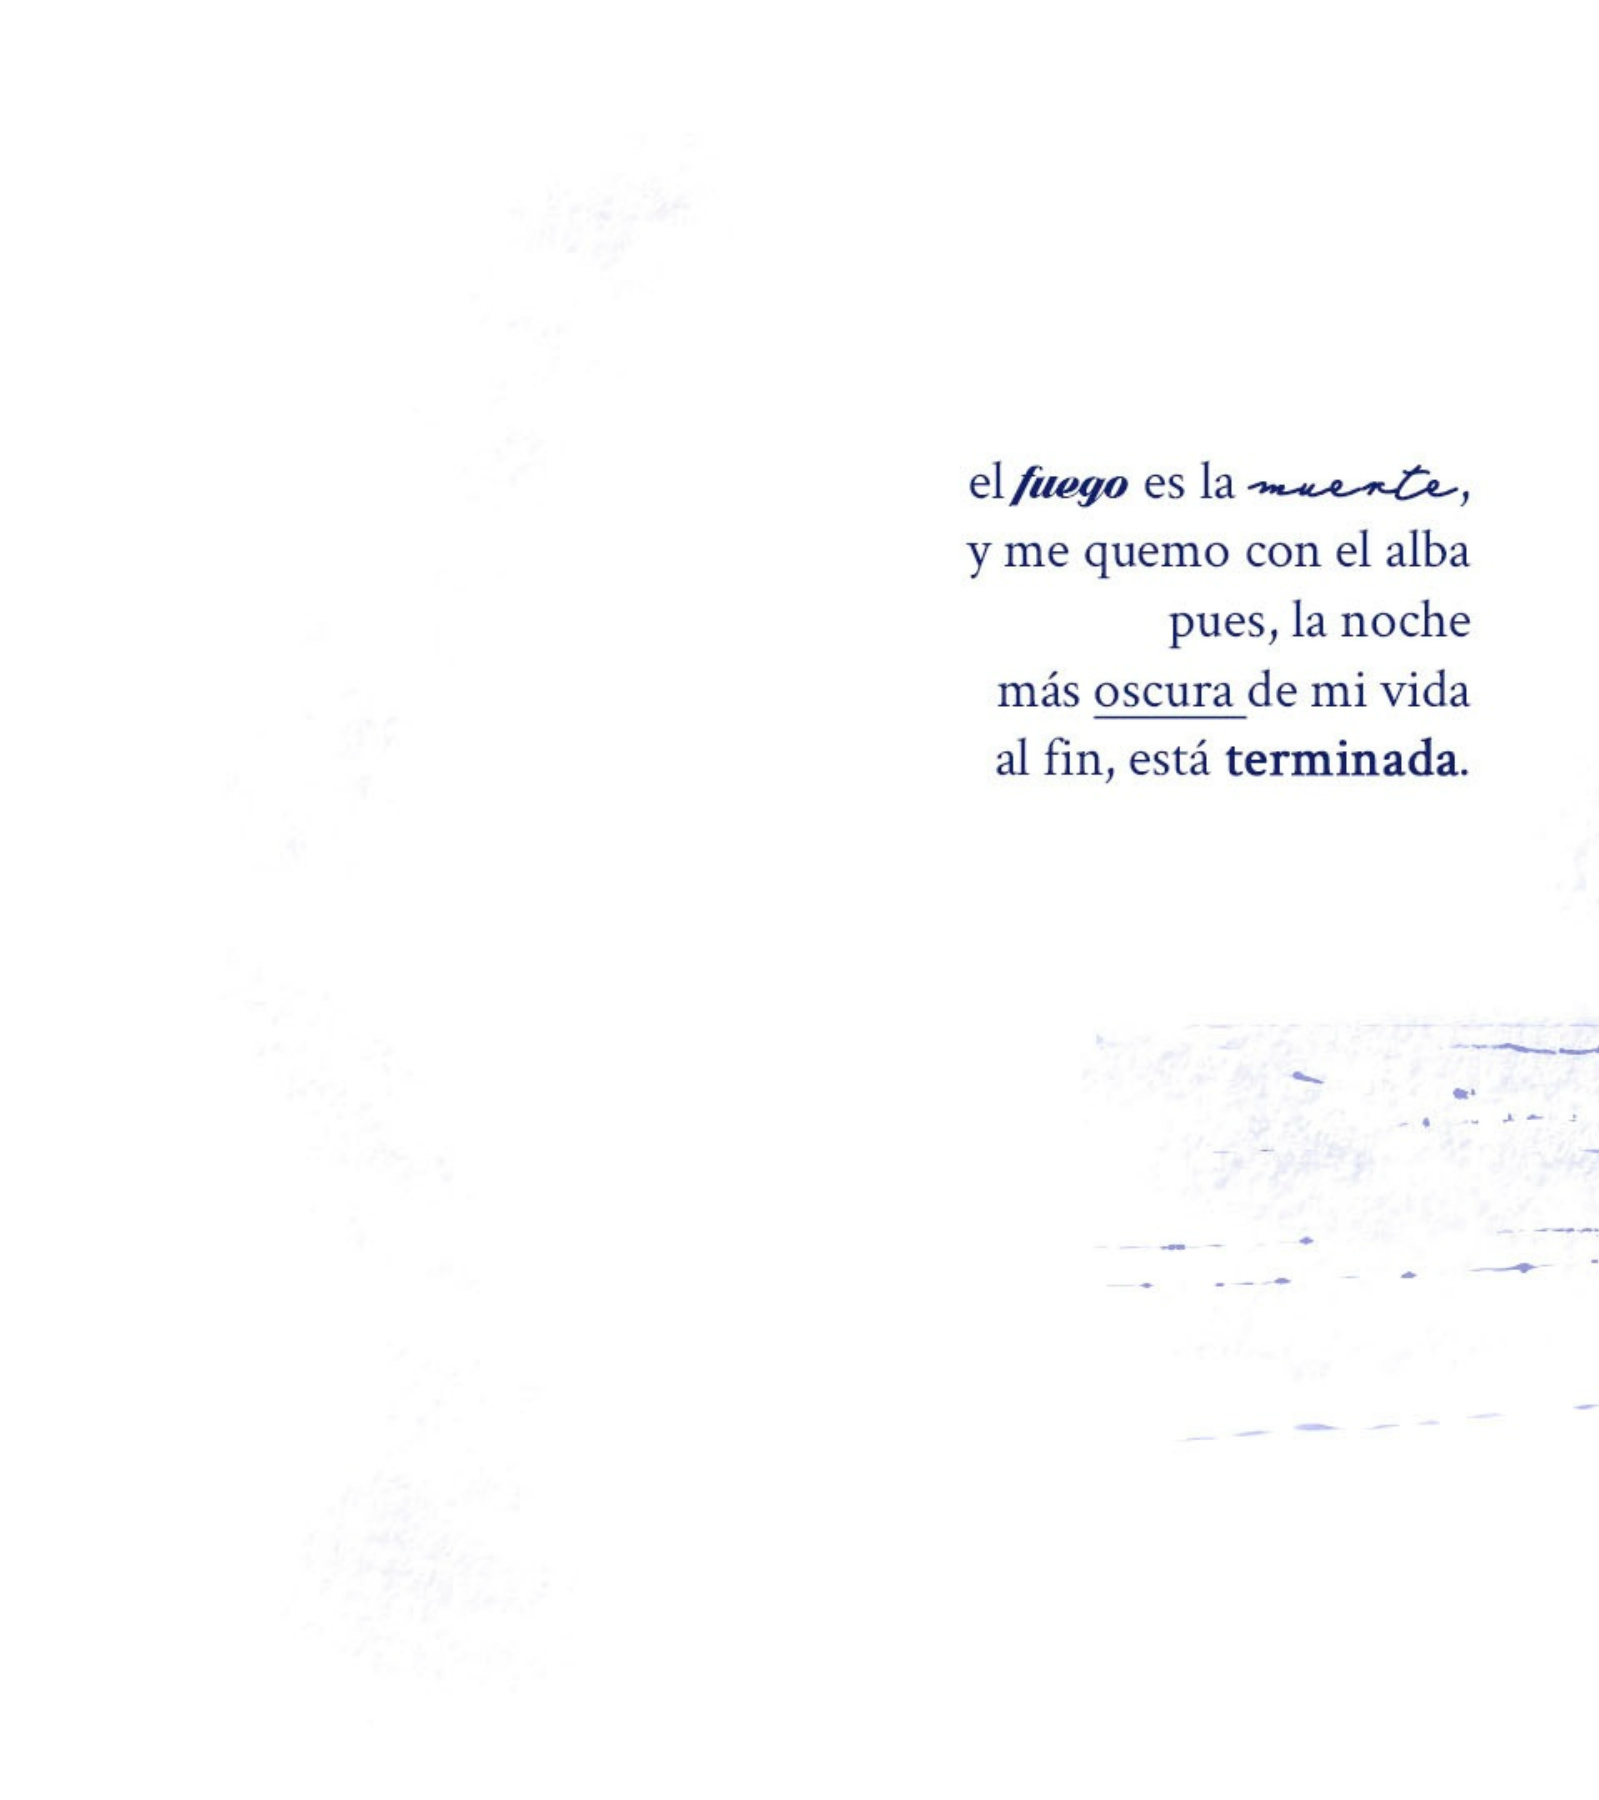 el fuego es la muerte,
y me quemo con el alba
pues, la noche
más oscura de mi vida
al fin, está terminada.